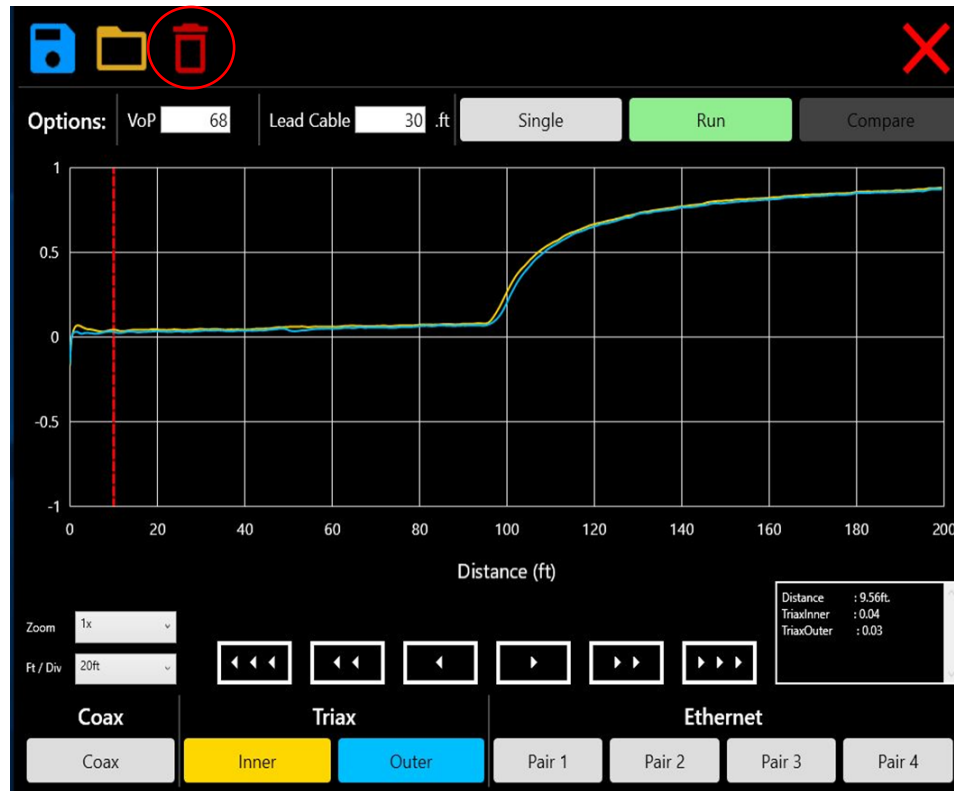 Options: VoP 68 Lead Cable 30 .ft Single Run Compare
1
0.5
0
-0.5
-1
0 20 40 60 80 100 120 140 160 180 200
Distance (ft)
Distance : 9.56ft.
TriaxInner : 0.04
TriaxOuter : 0.03
Zoom 1x
Ft / Div 20ft
Coax Triax Ethernet
Coax Inner Outer Pair 1 Pair 2 Pair 3 Pair 4